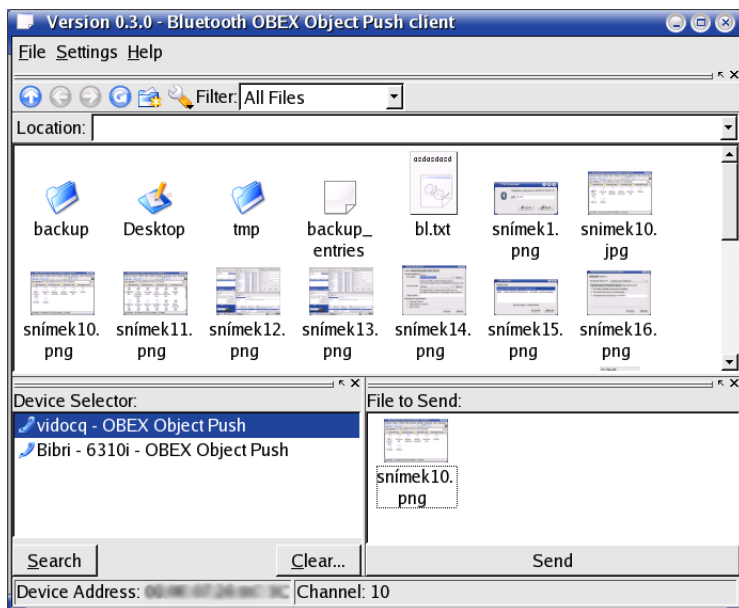 Version 0.3.0 - Bluetooth OBEX Object Push client
File Settings Help
Filter: All Files
Location:
asdasdasd
backup Desktop tmp backup_ bl.txt snímek1. snimek10.
entries png jpg
snímek10. snímek11. snímek12. snímek13. snímek14. snímek15. snímek16.
png png png png png png png
Device Selector:
vidocq - OBEX Object Push
Bibri - 6310i - OBEX Object Push
File to Send:
snímek10.
png
Search Clear... Send
Device Address: Channel: 10